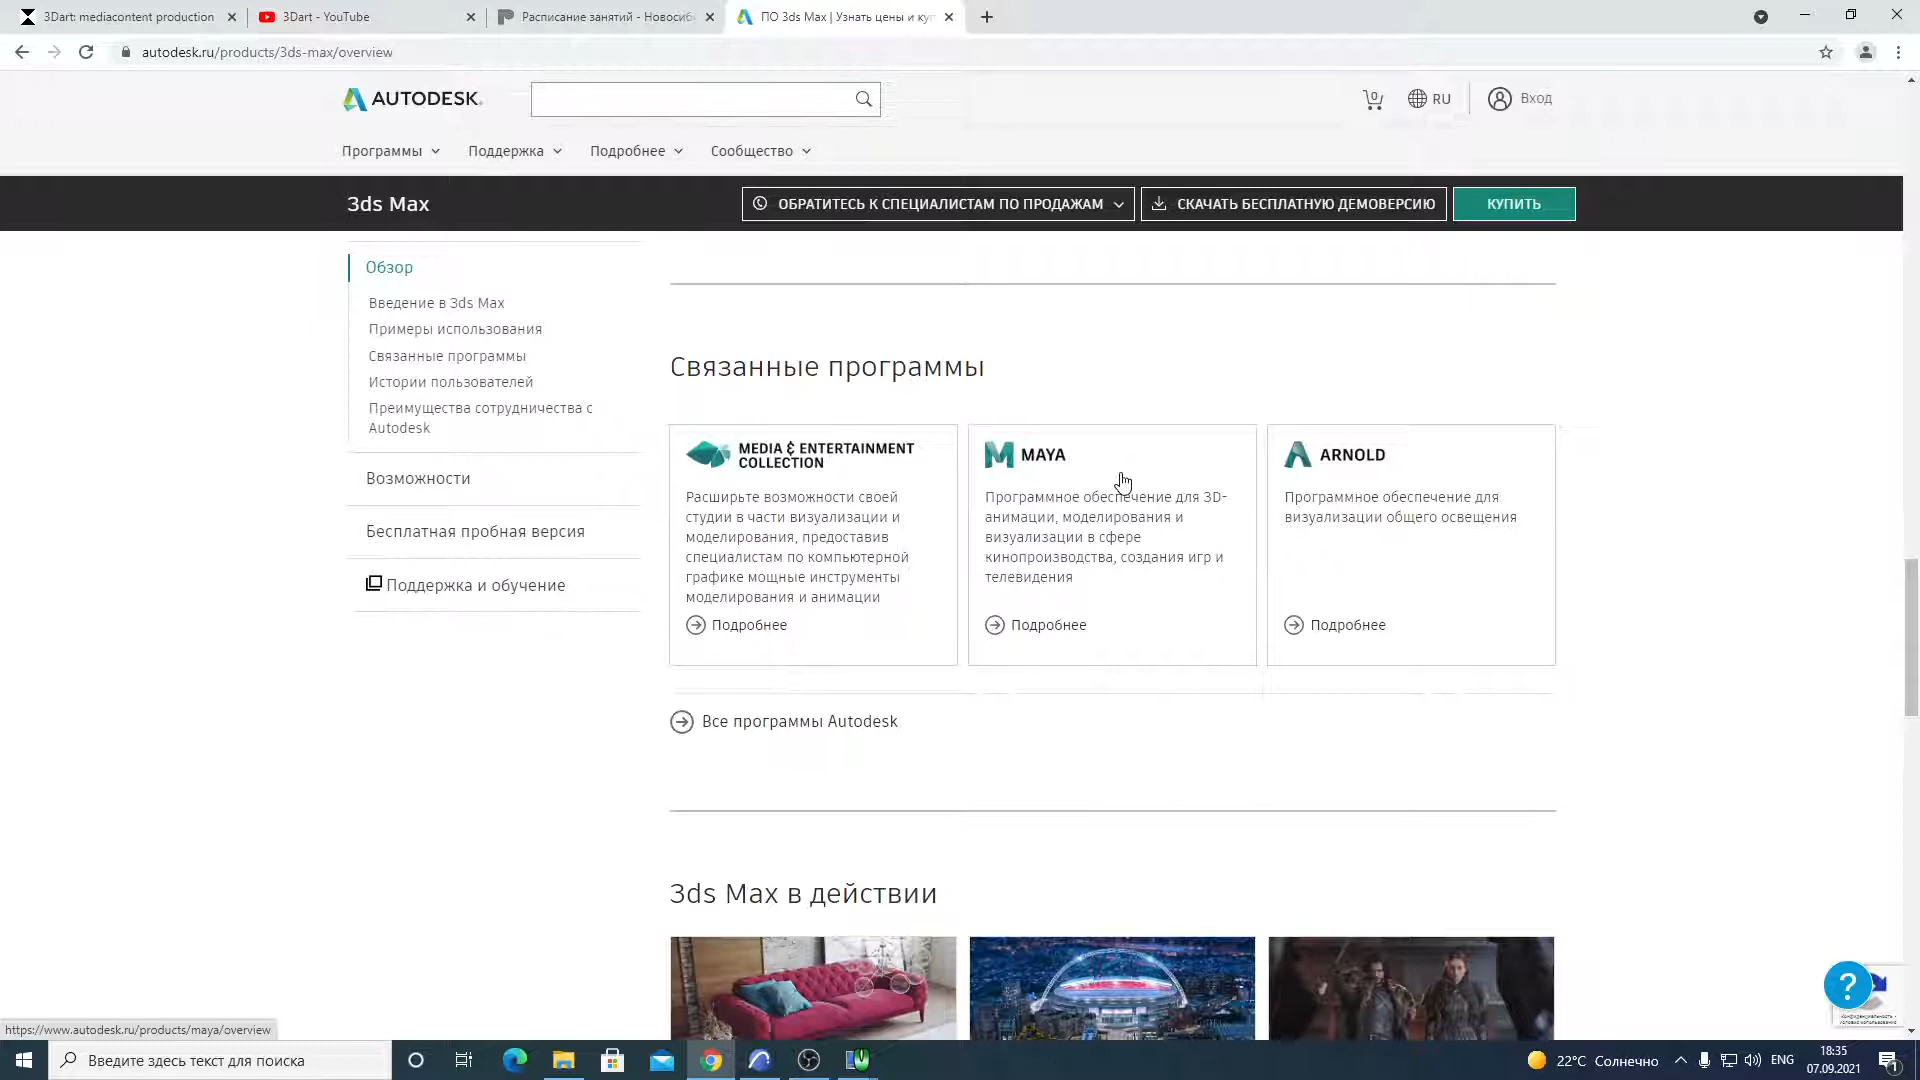 3Dart: mediacontent production
3Dart - YouTube
Расписание занятий - Новосиб
ПО 3ds Max | Узнать цены и куп
autodesk.ru/products/3ds-max/overview
AUTODESK
0
RU
Вход
Программы
Поддержка
Подробнее
Сообщество
3ds Max
ОБРАТИТЕСЬ К СПЕЦИАЛИСТАМ ПО ПРОДАЖАМ
СКАЧАТЬ БЕСПЛАТНУЮ ДЕМОВЕРСИЮ
КУПИТЬ
Обзор
Введение в 3ds Max
Примеры использования
Связанные программы
Истории пользователей
Преимущества сотрудничества с
Autodesk
Возможности
Бесплатная пробная версия
Поддержка и обучение
Связанные программы
MEDIA & ENTERTAINMENT
COLLECTION
Расширьте возможности своей
студии в части визуализации и
моделирования, предоставив
специалистам по компьютерной
графике мощные инструменты
моделирования и анимации
Подробнее
MAYA
Программное обеспечение для 3D-
анимации, моделирования и
визуализации в сфере
кинопроизводства, создания игр и
телевидения
Подробнее
ARNOLD
Программное обеспечение для
визуализации общего освещения
Подробнее
Все программы Autodesk
3ds Max в действии
?
Конфиденциальность -
Условия использования
https://www.autodesk.ru/products/maya/overview
Введите здесь текст для поиска
22°C Солнечно
ENG
18:35
07.09.2021
1